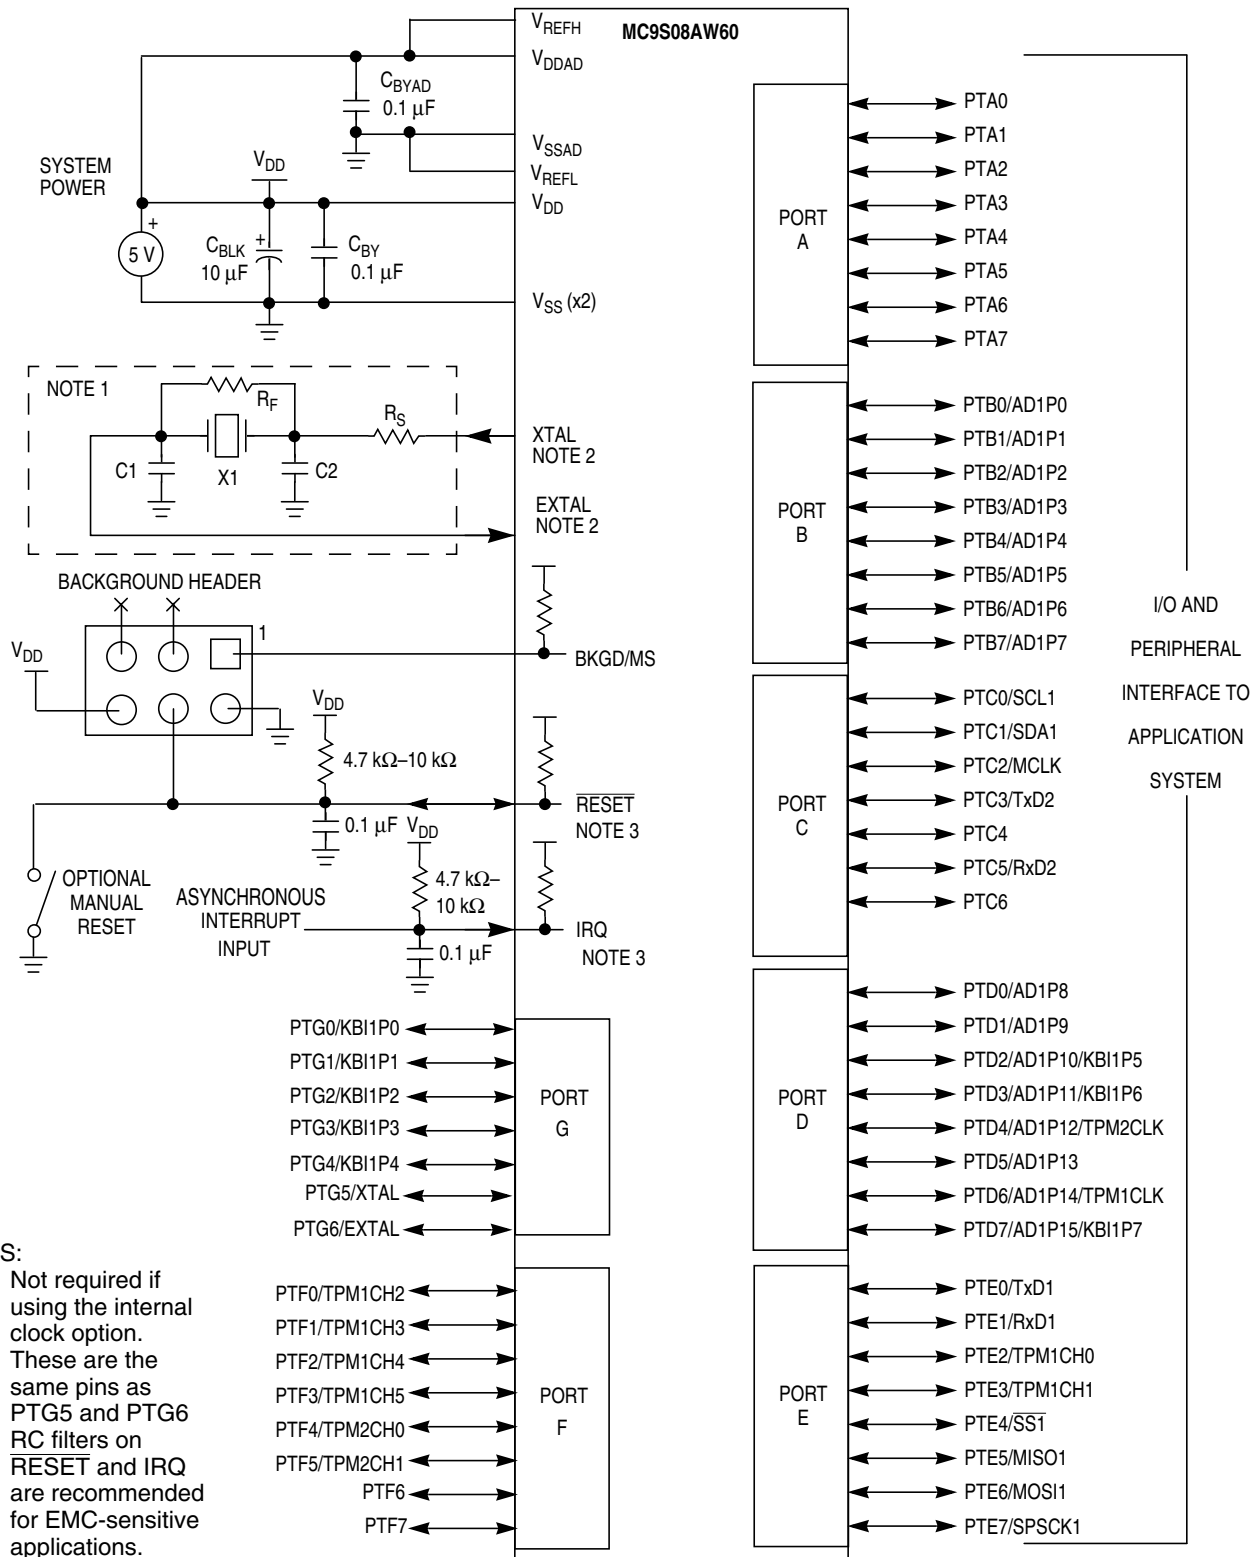 MC9S08AW60
VREFH
VDDAD
CBYAD
0.1 µF
VSSAD
VREFL
VDD
SYSTEM
POWER
VDD
+
5 V
CBLK
+
10 µF
CBY
0.1 µF
VSS (x2)
NOTE 1
RF
RS
C1
X1
C2
XTAL
NOTE 2
EXTAL
NOTE 2
BACKGROUND HEADER
1
VDD
BKGD/MS
VDD
4.7 kΩ–10 kΩ
RESET
NOTE 3
0.1 µF
VDD
OPTIONAL
MANUAL
RESET
4.7 kΩ–
10 kΩ
ASYNCHRONOUS
INTERRUPT
INPUT
IRQ
NOTE 3
0.1 µF
PORT
A
PTA0
PTA1
PTA2
PTA3
PTA4
PTA5
PTA6
PTA7
PORT
B
PTB0/AD1P0
PTB1/AD1P1
PTB2/AD1P2
PTB3/AD1P3
PTB4/AD1P4
PTB5/AD1P5
PTB6/AD1P6
PTB7/AD1P7
PORT
C
PTC0/SCL1
PTC1/SDA1
PTC2/MCLK
PTC3/TxD2
PTC4
PTC5/RxD2
PTC6
I/O AND
PERIPHERAL
INTERFACE TO
APPLICATION
SYSTEM
PORT
D
PTD0/AD1P8
PTD1/AD1P9
PTD2/AD1P10/KBI1P5
PTD3/AD1P11/KBI1P6
PTD4/AD1P12/TPM2CLK
PTD5/AD1P13
PTD6/AD1P14/TPM1CLK
PTD7/AD1P15/KBI1P7
PORT
E
PTE0/TxD1
PTE1/RxD1
PTE2/TPM1CH0
PTE3/TPM1CH1
PTE4/SS1
PTE5/MISO1
PTE6/MOSI1
PTE7/SPSCK1
PTG0/KBI1P0
PTG1/KBI1P1
PTG2/KBI1P2
PTG3/KBI1P3
PTG4/KBI1P4
PTG5/XTAL
PTG6/EXTAL
PORT
G
PTF0/TPM1CH2
PTF1/TPM1CH3
PTF2/TPM1CH4
PTF3/TPM1CH5
PTF4/TPM2CH0
PTF5/TPM2CH1
PTF6
PTF7
PORT
F
S:
Not required if
using the internal
clock option.
These are the
same pins as
PTG5 and PTG6
RC filters on
RESET and IRQ
are recommended
for EMC-sensitive
applications.